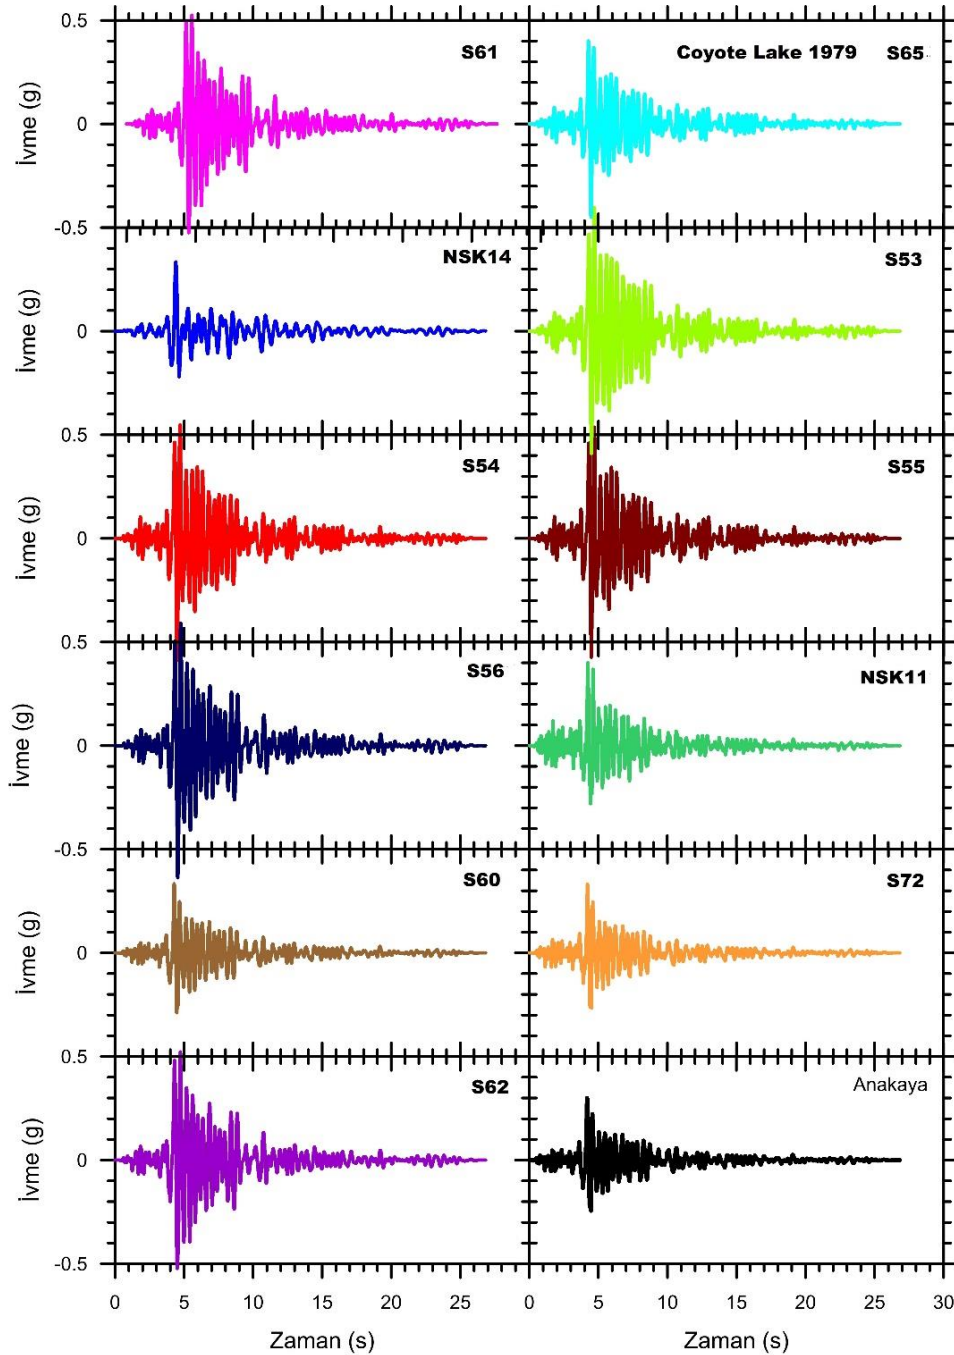 0.5
S61
Coyote Lake 1979 S65
İvme (g)
0
-0.5
NSK14
S53
İvme (g)
0
0.5
S54
S55
İvme (g)
0
0.5
S56
NSK11
İvme (g)
0
-0.5
S60
S72
İvme (g)
0
0.5
S62
Anakaya
İvme (g)
0
-0.5
0 5 10 15 20 25 0 5 10 15 20 25 30
Zaman (s) Zaman (s)